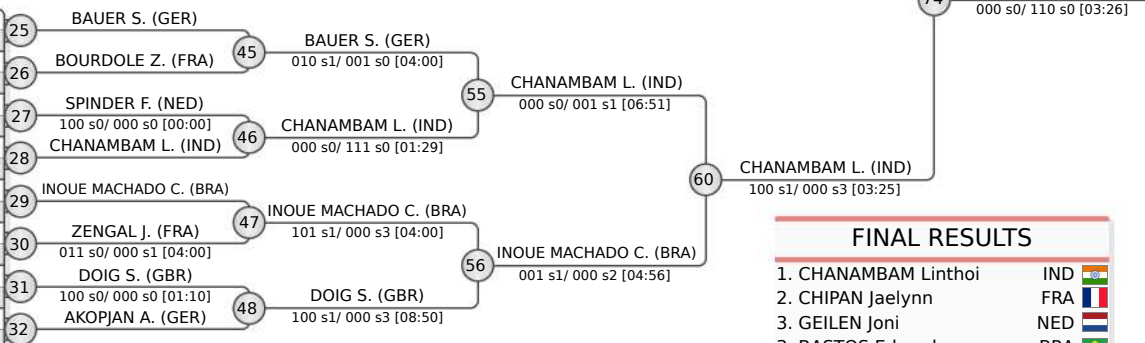 74
000 s0/ 110 s0 [03:26]
25
BAUER S. (GER)
26
BOURDOLE Z. (FRA)
45
BAUER S. (GER)
010 s1/ 001 s0 [04:00]
27
SPINDER F. (NED)
100 s0/ 000 s0 [00:00]
28
CHANAMBAM L. (IND)
46
CHANAMBAM L. (IND)
000 s0/ 111 s0 [01:29]
55
CHANAMBAM L. (IND)
000 s0/ 001 s1 [06:51]
29
INOUE MACHADO C. (BRA)
30
ZENGAL J. (FRA)
011 s0/ 000 s1 [04:00]
47
INOUE MACHADO C. (BRA)
101 s1/ 000 s3 [04:00]
31
DOIG S. (GBR)
100 s0/ 000 s0 [01:10]
32
AKOPJAN A. (GER)
48
DOIG S. (GBR)
100 s1/ 000 s3 [08:50]
56
INOUE MACHADO C. (BRA)
001 s1/ 000 s2 [04:56]
60
CHANAMBAM L. (IND)
100 s1/ 000 s3 [03:25]
FINAL RESULTS
1. CHANAMBAM Linthoi IND
2. CHIPAN Jaelynn FRA
3. GEILEN Joni NED